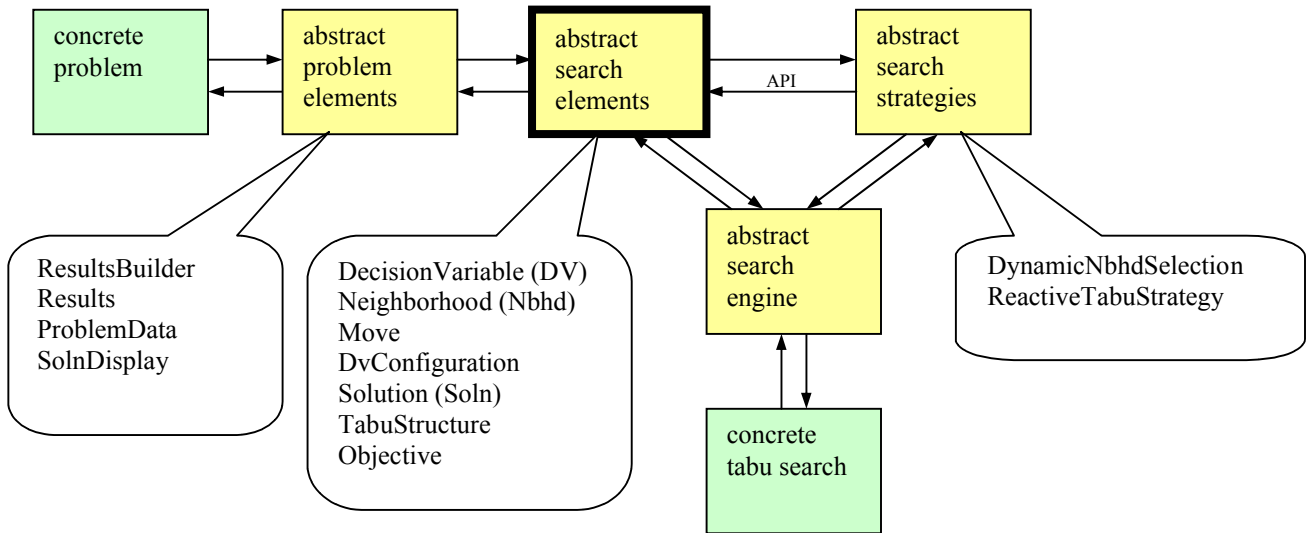 concrete
problem
abstract
problem
elements
abstract
search
elements
API
abstract
search
strategies
ResultsBuilder
Results
ProblemData
SolnDisplay
DecisionVariable (DV)
Neighborhood (Nbhd)
Move
DvConfiguration
Solution (Soln)
TabuStructure
Objective
abstract
search
engine
DynamicNbhdSelection
ReactiveTabuStrategy
concrete
tabu search